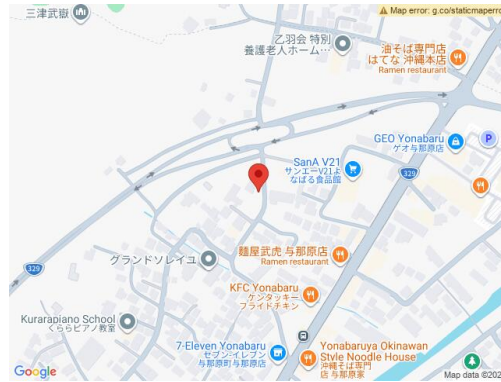 三津武嶽
Map error: g.co/staticmaperro
乙羽会 特別
養護老人ホーム…
油そば専門店
はてな 沖縄本店
Ramen restaurant
GEO Yonabaru
ゲオ与那原店
P
SanA V21
サンエーV21よ
なばる食品館
329
麵屋武虎 与那原店
Ramen restaurant
グランドソレイユ
329
KFC Yonabaru
ケンタッキー
フライドチキン
Kurarapiano School
くららピアノ教室
7-Eleven Yonabaru
セブン-イレブン
与那原町与那原店
Yonabaruya Okinawan
Style Noodle House
沖縄そば専門
店 与那原家
Google
Map data ©202